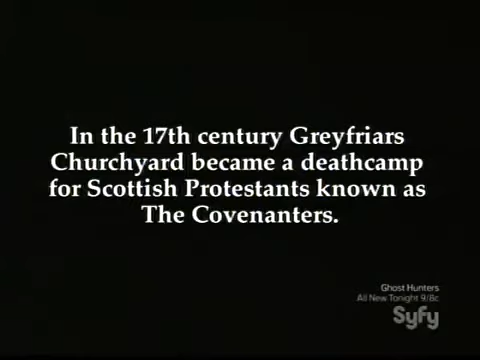 In the 17th century Greyfriars
Churchyard became a deathcamp
for Scottish Protestants known as
The Covenanters.
Ghost Hunters
All New Tonight 9/8c
Syfy